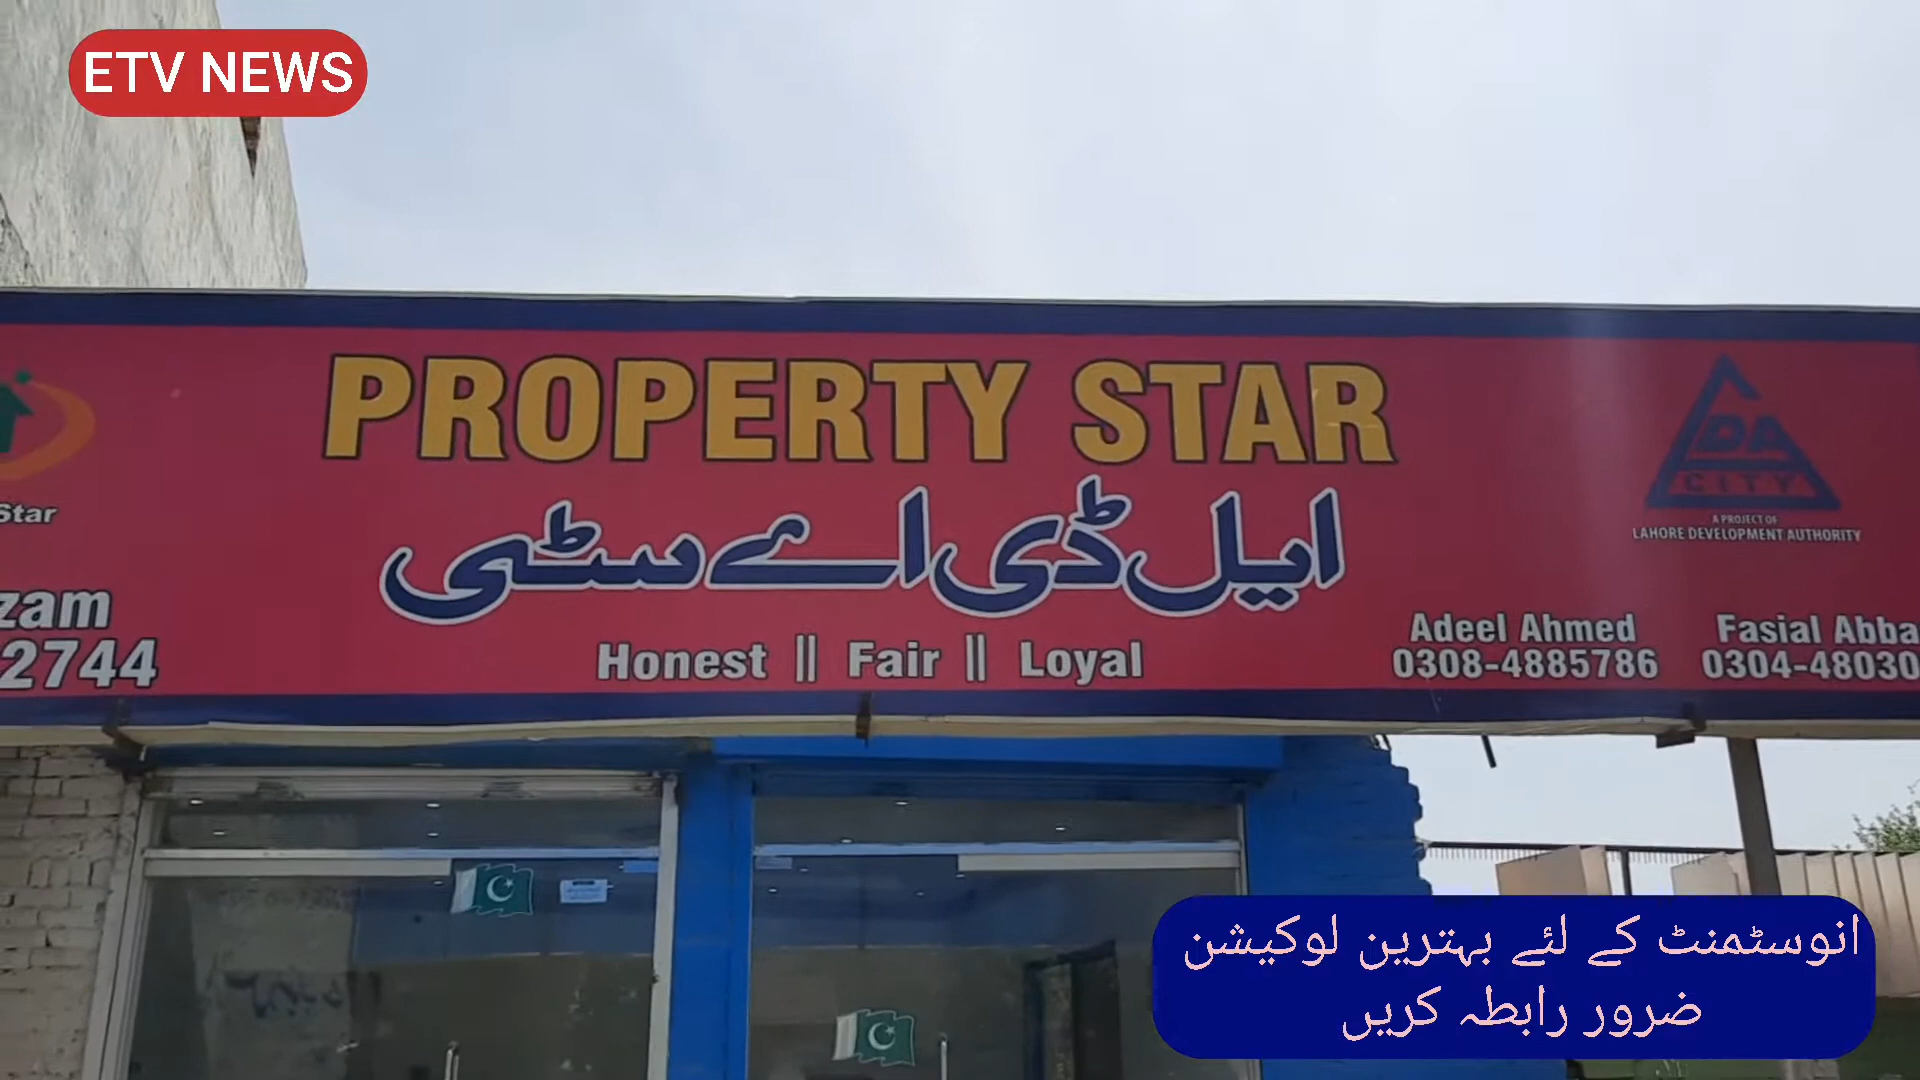 ETV NEWS
PROPERTY STAR
ایل ڈی اے سٹی
Honest || Fair || Loyal
Star
zam
2744
LDA
CITY
A PROJECT OF
LAHORE DEVELOPMENT AUTHORITY
Adeel Ahmed
0308-4885786
Fasial Abba
0304-48030
انوسٹمنٹ کے لئے بہترین لوکیشن
ضرور رابطہ کریں